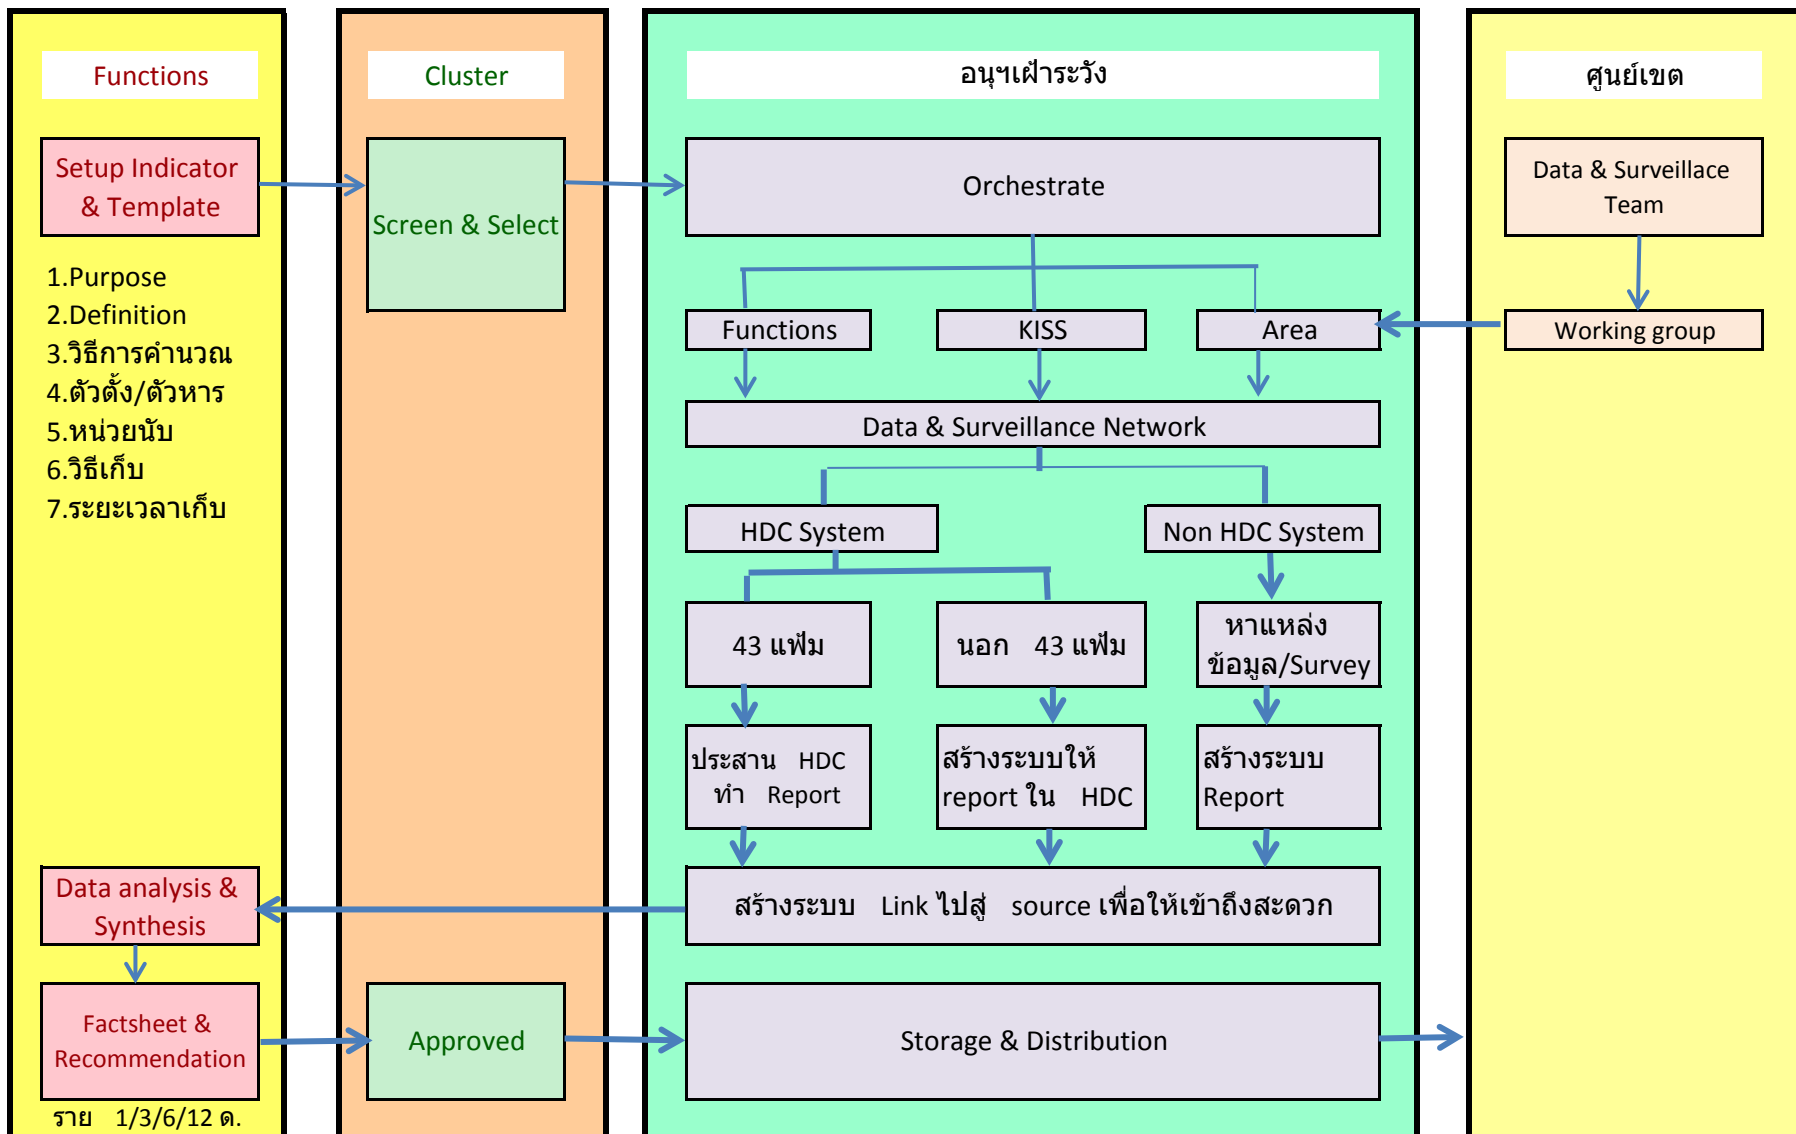 Functions
Cluster
อนุฯเฝ้าระวัง
ศูนย์เขต
Setup Indicator
& Template
Screen & Select
Orchestrate
Data & Surveillace
Team
1.Purpose
2.Definition
3.วิธีการคำนวณ
4.ตัวตั้ง/ตัวหาร
5.หน่วยนับ
6.วิธีเก็บ
7.ระยะเวลาเก็บ
Functions
KISS
Area
Working group
Data & Surveillance Network
HDC System
Non HDC System
43 แฟ้ม
นอก 43 แฟ้ม
หาแหล่ง
ข้อมูล/Survey
ประสาน HDC
ทำ Report
สร้างระบบให้
report ใน HDC
สร้างระบบ
Report
Data analysis &
Synthesis
สร้างระบบ Link ไปสู่ source เพื่อให้เข้าถึงสะดวก
Factsheet &
Recommendation
Approved
Storage & Distribution
ราย 1/3/6/12 ด.